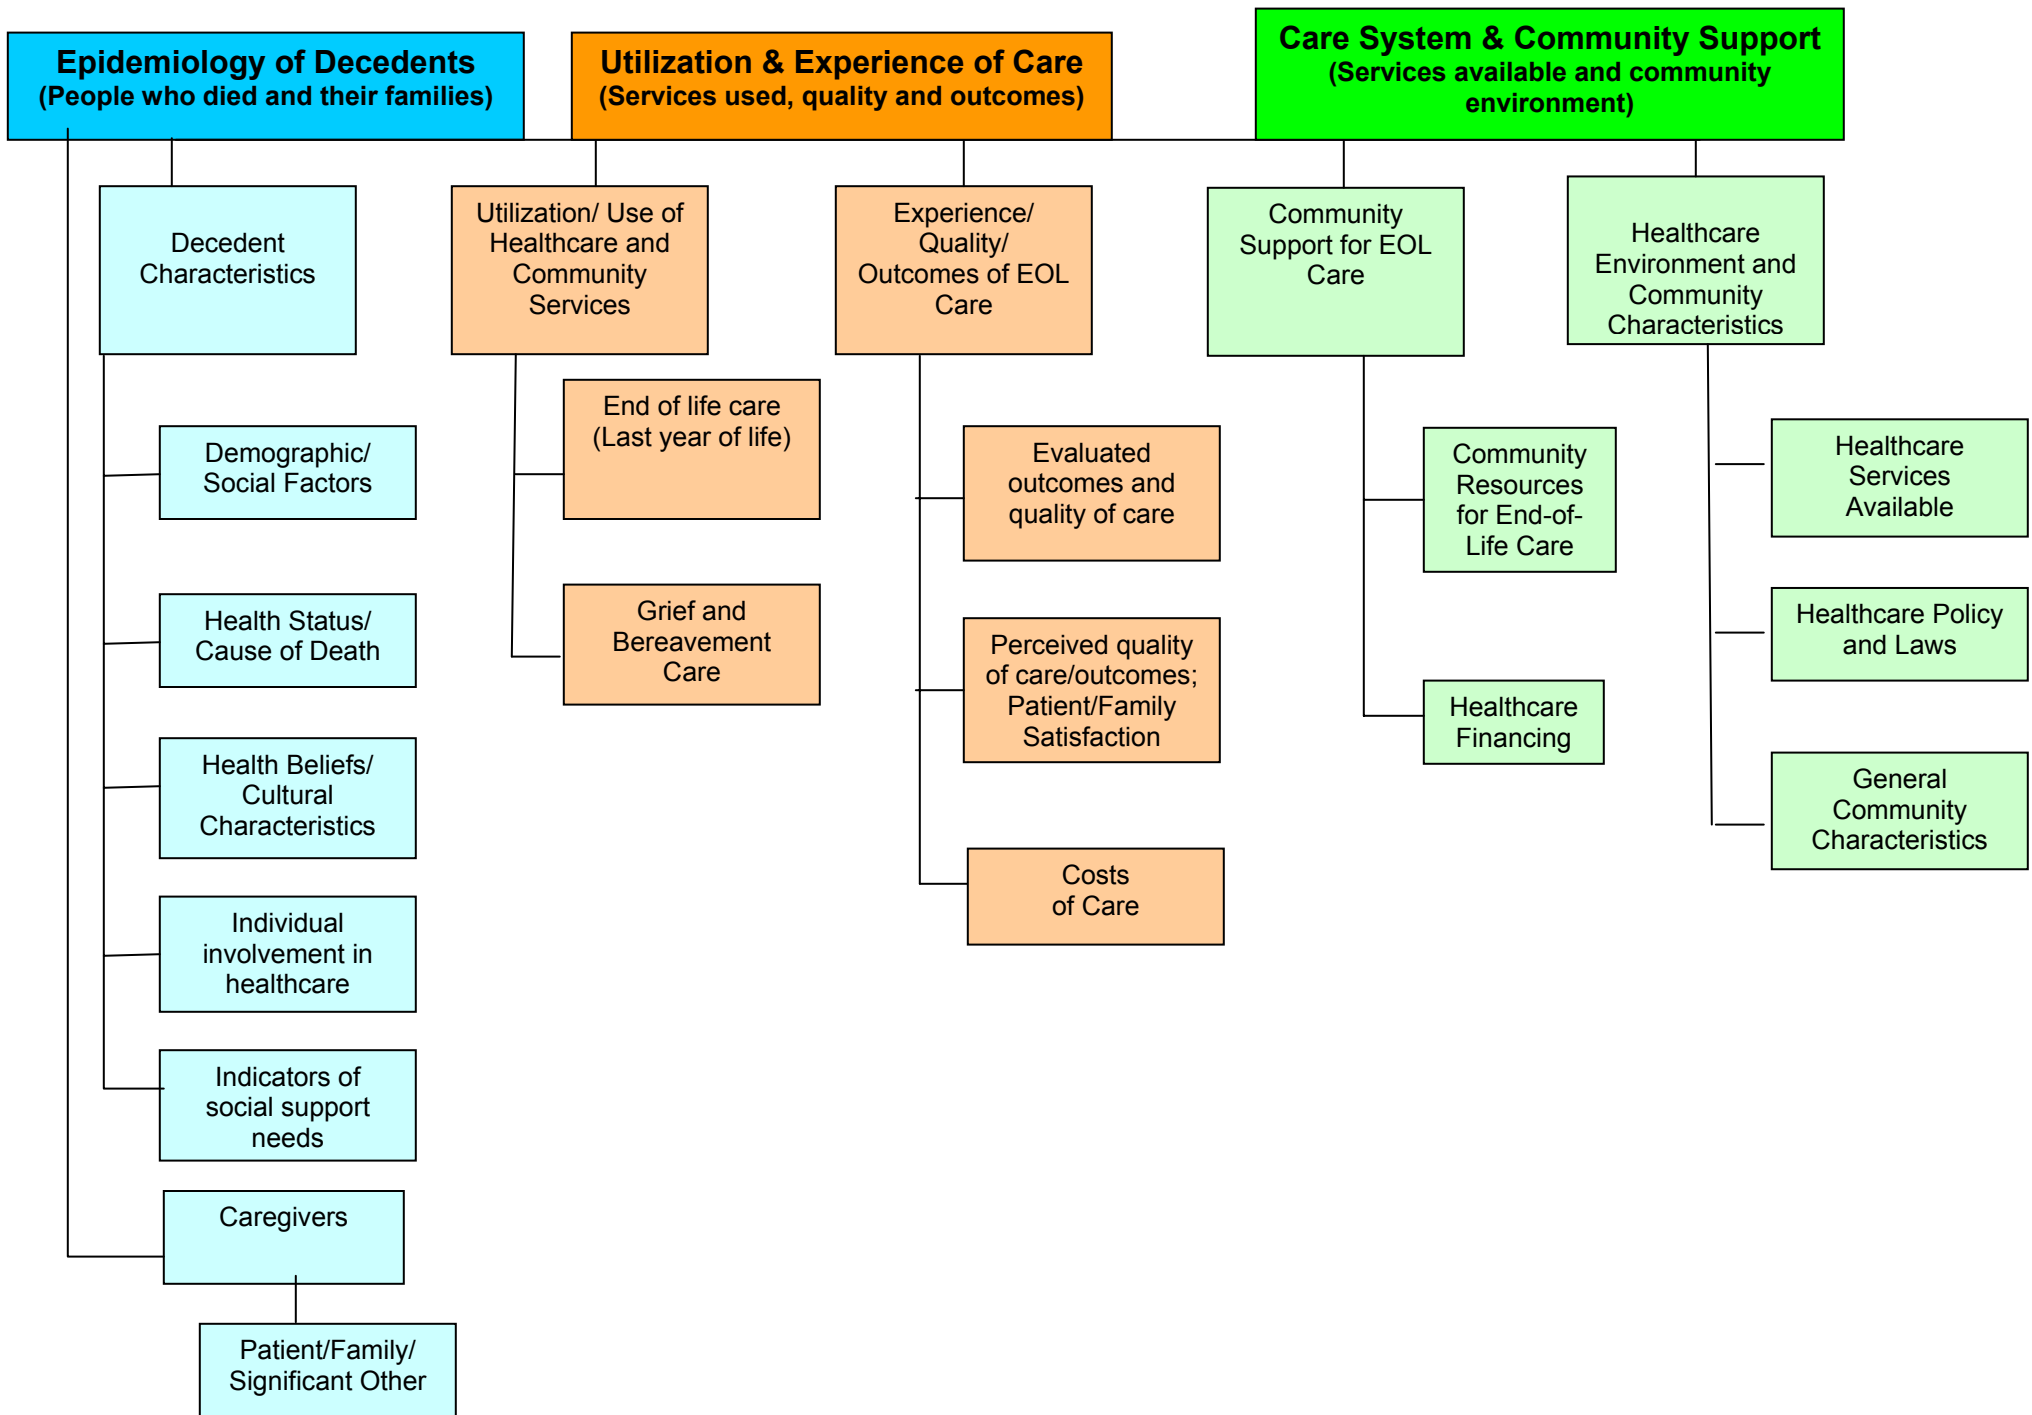 Epidemiology of Decedents
(People who died and their families)
Utilization & Experience of Care
(Services used, quality and outcomes)
Care System & Community Support
(Services available and community
environment)
Decedent
Characteristics
Utilization/ Use of
Healthcare and
Community
Services
Experience/
Quality/
Outcomes of EOL
Care
Community
Support for EOL
Care
Healthcare
Environment and
Community
Characteristics
Demographic/
Social Factors
Health Status/
Cause of Death
Health Beliefs/
Cultural
Characteristics
Individual
involvement in
healthcare
Indicators of
social support
needs
Caregivers
Patient/Family/
Significant Other
End of life care
(Last year of life)
Grief and
Bereavement
Care
Evaluated
outcomes and
quality of care
Perceived quality
of care/outcomes;
Patient/Family
Satisfaction
Costs
of Care
Community
Resources
for End-of-
Life Care
Healthcare
Financing
Healthcare
Services
Available
Healthcare Policy
and Laws
General
Community
Characteristics